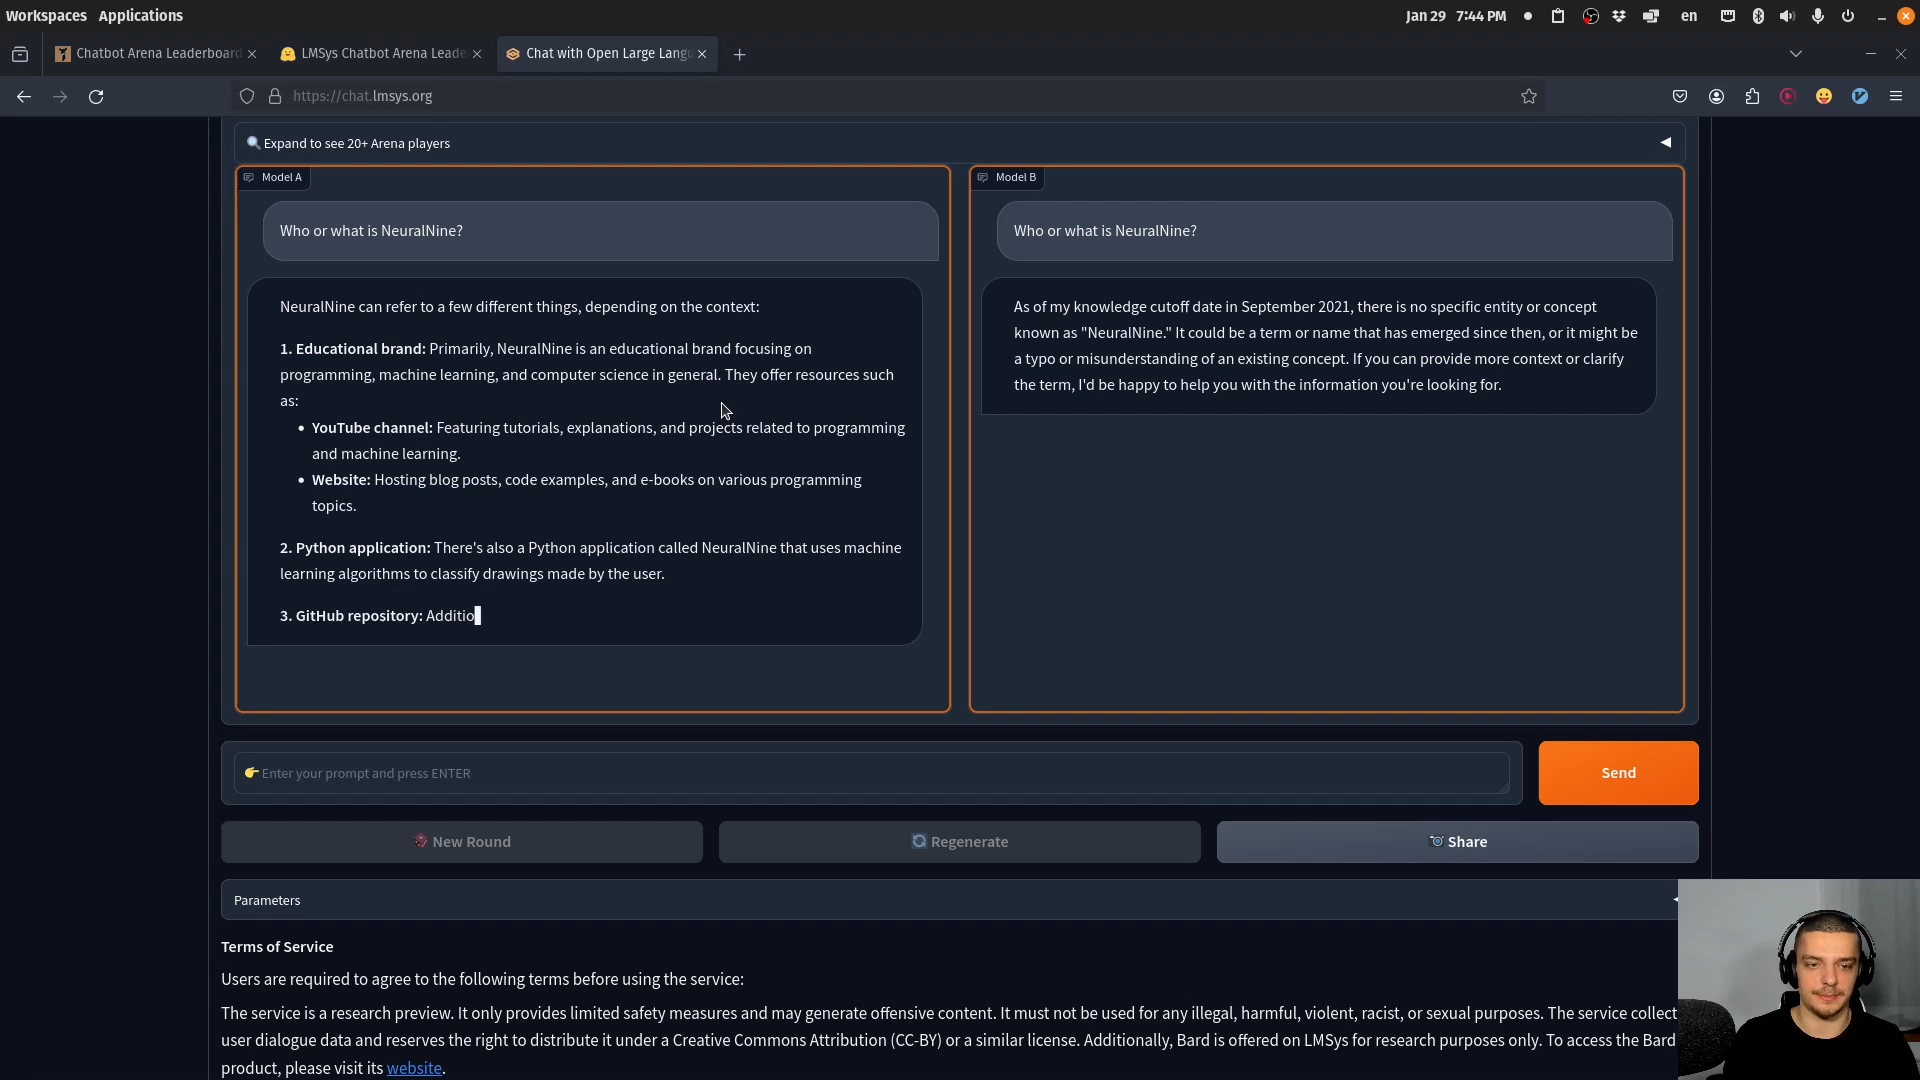 Workspaces Applications
Jan 29 7:44 PM
en
Chatbot Arena Leaderboard
LMSys Chatbot Arena Leade
Chat with Open Large Langu
https://chat.lmsys.org
🔍 Expand to see 20+ Arena players
Model A
Who or what is NeuralNine?
NeuralNine can refer to a few different things, depending on the context:
1. Educational brand: Primarily, NeuralNine is an educational brand focusing on
programming, machine learning, and computer science in general. They offer resources such
as:
• YouTube channel: Featuring tutorials, explanations, and projects related to programming
and machine learning.
• Website: Hosting blog posts, code examples, and e-books on various programming
topics.
2. Python application: There's also a Python application called NeuralNine that uses machine
learning algorithms to classify drawings made by the user.
3. GitHub repository: Additio
Model B
Who or what is NeuralNine?
As of my knowledge cutoff date in September 2021, there is no specific entity or concept
known as "NeuralNine." It could be a term or name that has emerged since then, or it might be
a typo or misunderstanding of an existing concept. If you can provide more context or clarify
the term, I'd be happy to help you with the information you're looking for.
👉 Enter your prompt and press ENTER
Send
🎲 New Round
🔄 Regenerate
📷 Share
Parameters
Terms of Service
Users are required to agree to the following terms before using the service:
The service is a research preview. It only provides limited safety measures and may generate offensive content. It must not be used for any illegal, harmful, violent, racist, or sexual purposes. The service collect
user dialogue data and reserves the right to distribute it under a Creative Commons Attribution (CC-BY) or a similar license. Additionally, Bard is offered on LMSys for research purposes only. To access the Bard
product, please visit its website.